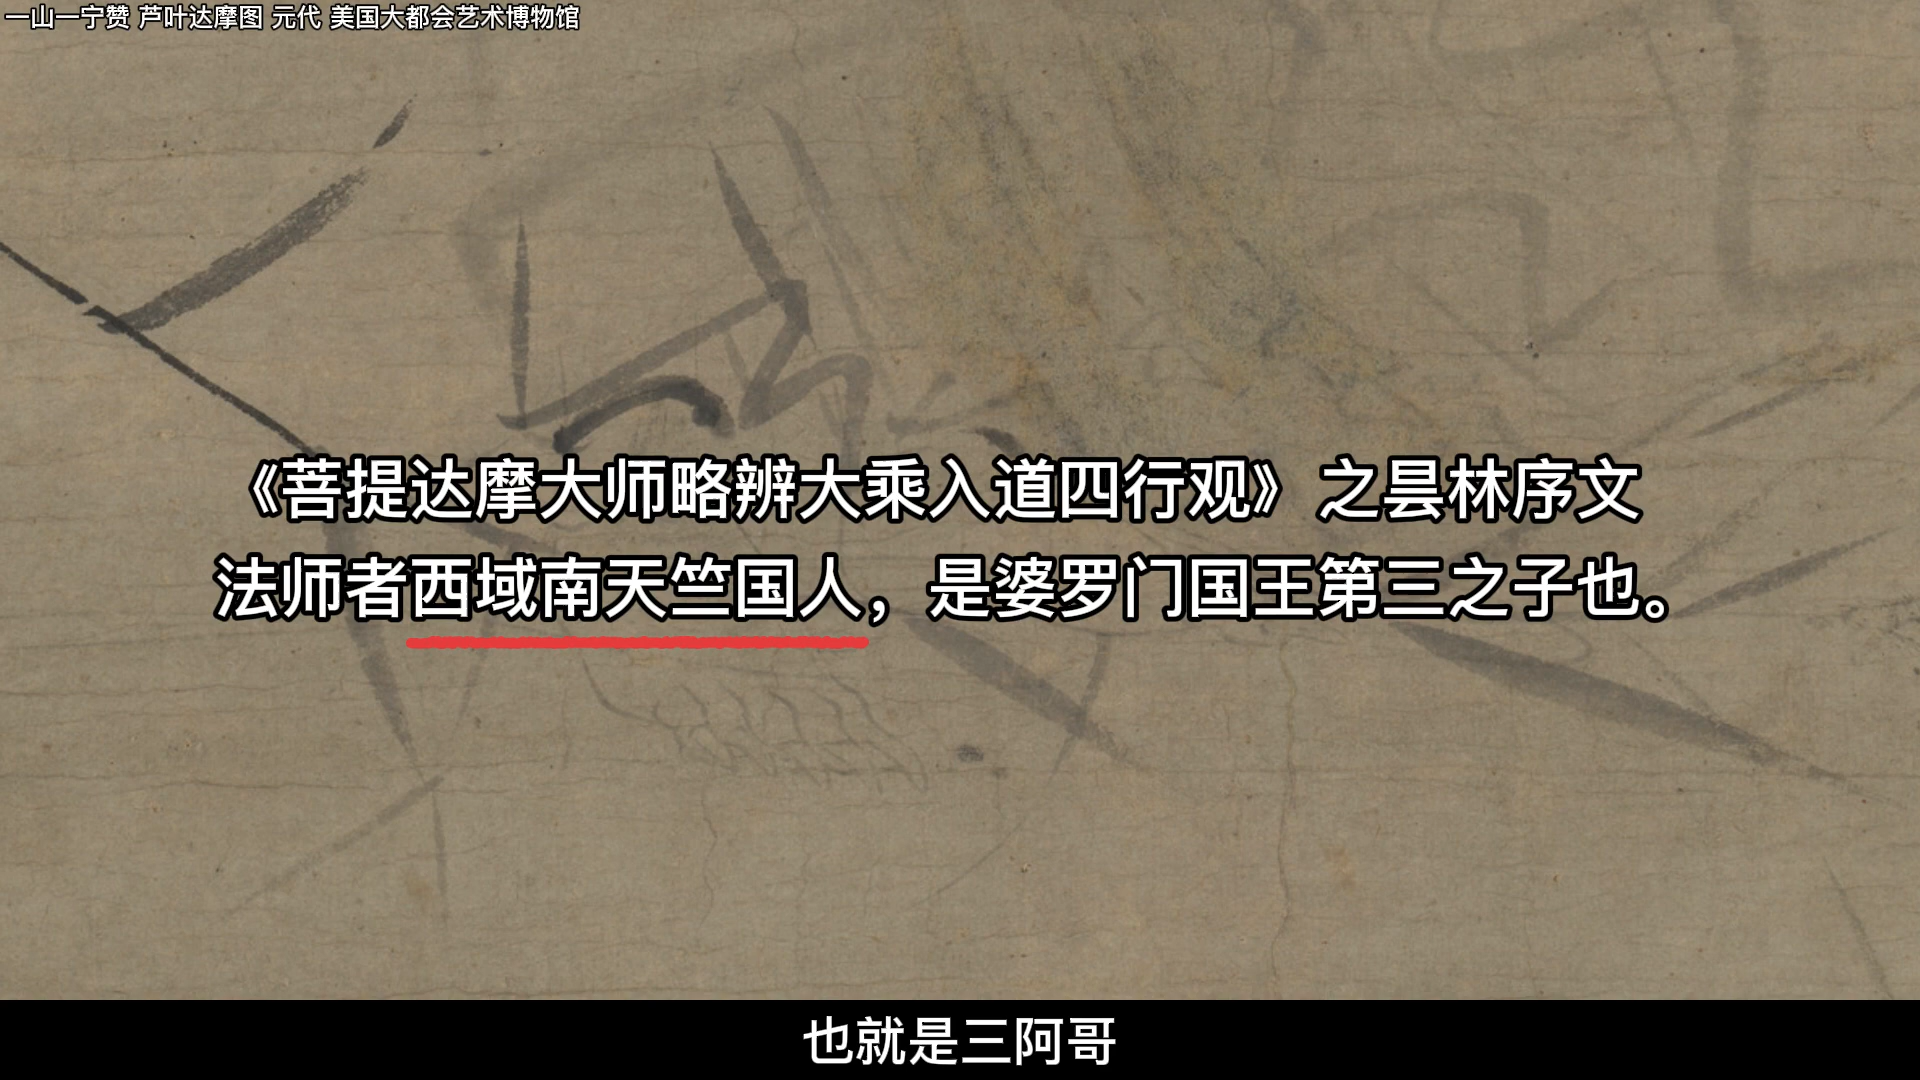 一山一宁赞 芦叶达摩图 元代 美国大都会艺术博物馆
《菩提达摩大师略辨大乘入道四行观》之昙林序文
法师者西域南天竺国人，是婆罗门国王第三之子也。
也就是三阿哥